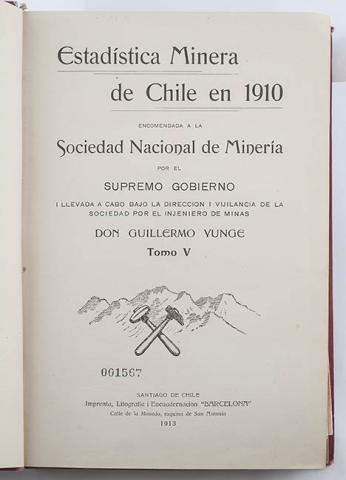 Estadística Minera
de Chile en 1910
ENCOMENDADA A LA
Sociedad Nacional de Minería
POR EL
SUPREMO GOBIERNO
I LLEVADA A CABO BAJO LA DIRECCION I VIJILANCIA DE LA
SOCIEDAD POR EL INJENIERO DE MINAS
DON GUILLERMO YUNGE
Tomo V
001567
SANTIAGO DE CHILE
Imprenta, Litografía i Encuadernacion "BARCELONA"
Calle de la Moneda, esquina de San Antonio
1913